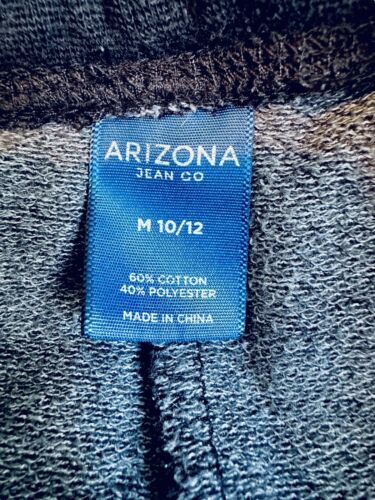 ARIZONA
JEAN CO
M 10/12
60% COTTON
40% POLYESTER
MADE IN CHINA